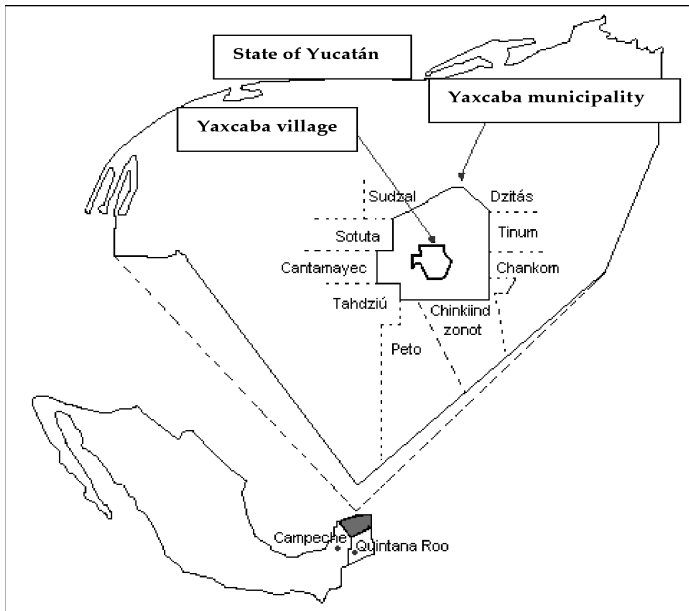 State of Yucatán
Yaxcaba municipality
Yaxcaba village
Sudzal
Dzitás
Sotuta
Tinum
Cantamayec
Chankom
Tahdziú
Chinkiind
zonot
Peto
Campeche
Quintana Roo